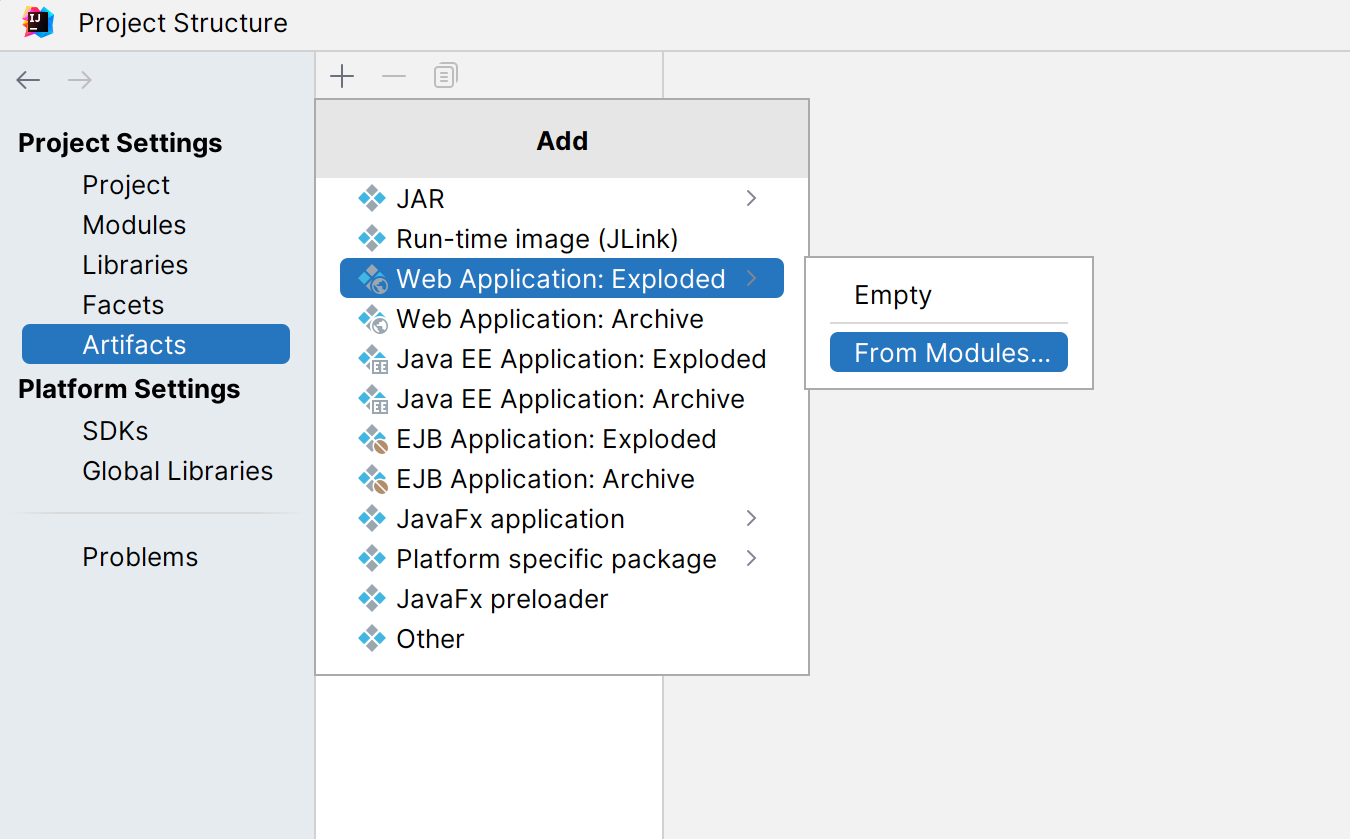 IJ
Project Structure
Project Settings
Project
Modules
Libraries
Facets
Artifacts
Platform Settings
SDKs
Global Libraries
Problems
Add
JAR
Run-time image (JLink)
Web Application: Exploded
Web Application: Archive
Java EE Application: Exploded
Java EE Application: Archive
EJB Application: Exploded
EJB Application: Archive
JavaFx application
Platform specific package
JavaFx preloader
Other
Empty
From Modules...